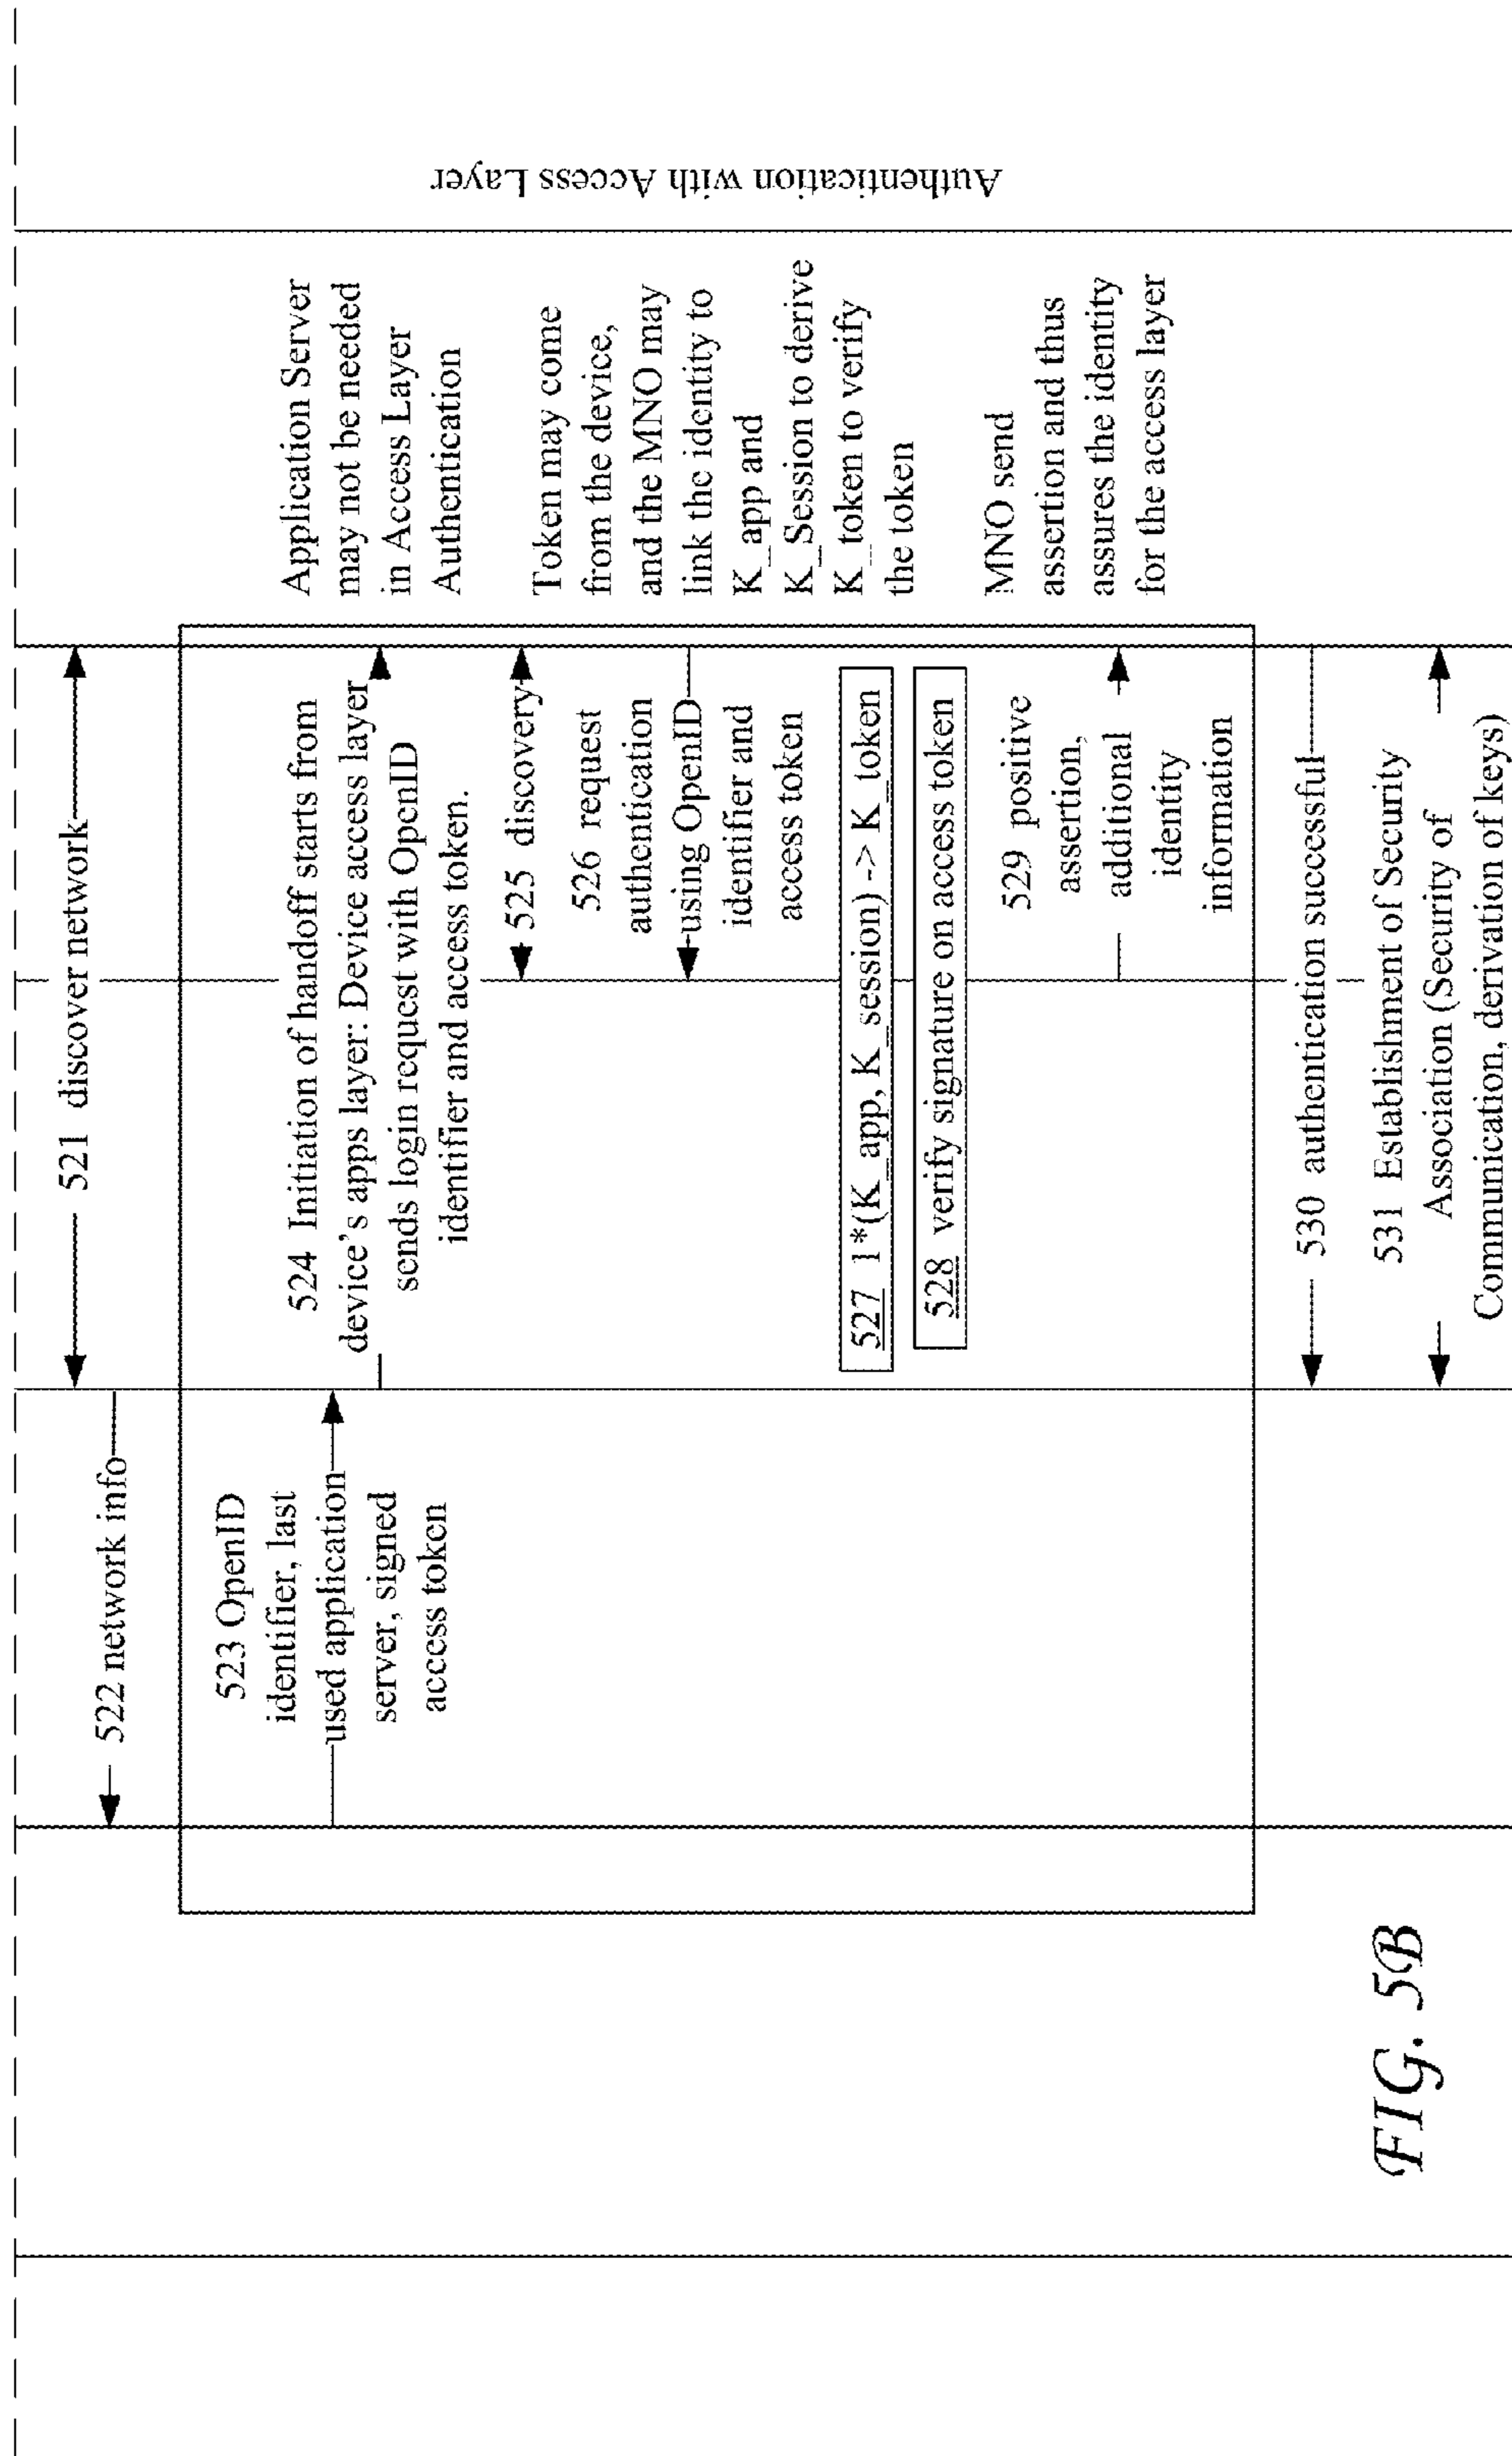 521 discover network
522 network info
523 OpenID
identifier, last
used application
server, signed
access token
524 Initiation of handoff starts from
device's apps layer: Device access layer
sends login request with OpenID
identifier and access token.
Application Server
may not be needed
in Access Layer
Authentication
525 discovery
526 request
authentication
using OpenID
identifier and
access token
Token may come
from the device,
and the MNO may
link the identity to
K_app and
K_Session to derive
K_token to verify
the token
527 1*(K_app, K_session) -> K_token
528 verify signature on access token
529 positive
assertion,
additional
identity
information
MNO send
assertion and thus
assures the identity
for the access layer
530 authentication successful
531 Establishment of Security
Association (Security of
Communication, derivation of keys)
Authentication with Access Layer
FIG. 5B